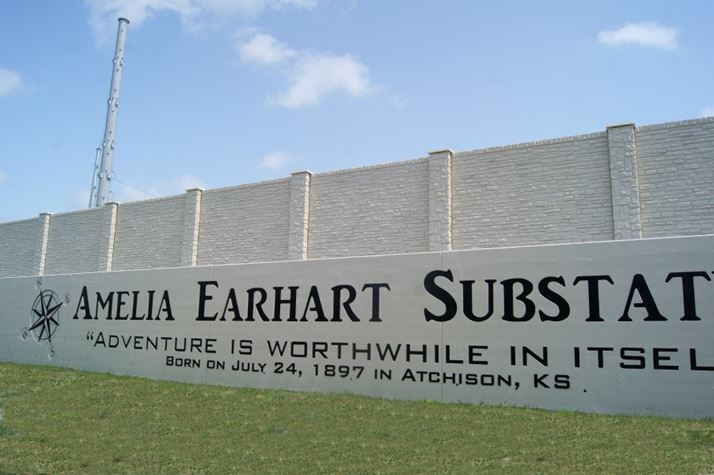 AMELIA EARHART SUBSTAT
"ADVENTURE IS WORTHWHILE IN ITSEL
BORN ON JULY 24, 1897 IN ATCHISON, KS